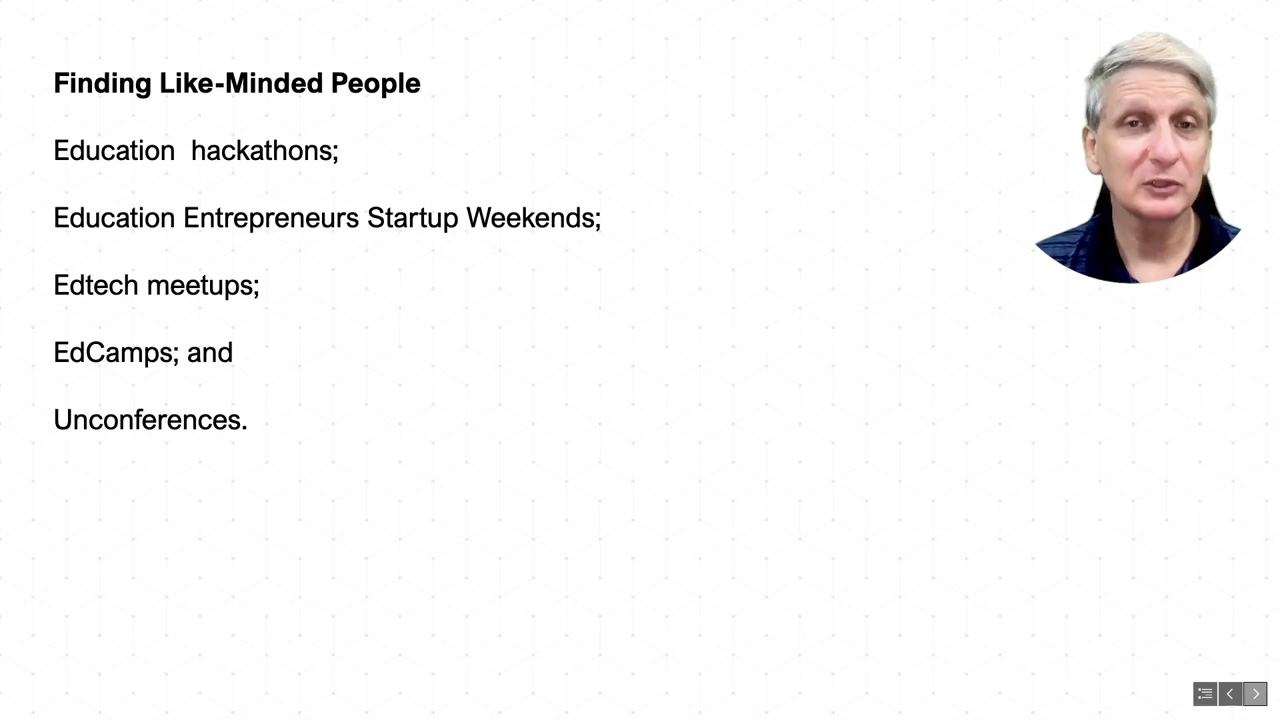 Finding Like-Minded People
Education  hackathons;
Education Entrepreneurs Startup Weekends;
Edtech meetups;
EdCamps; and
Unconferences.